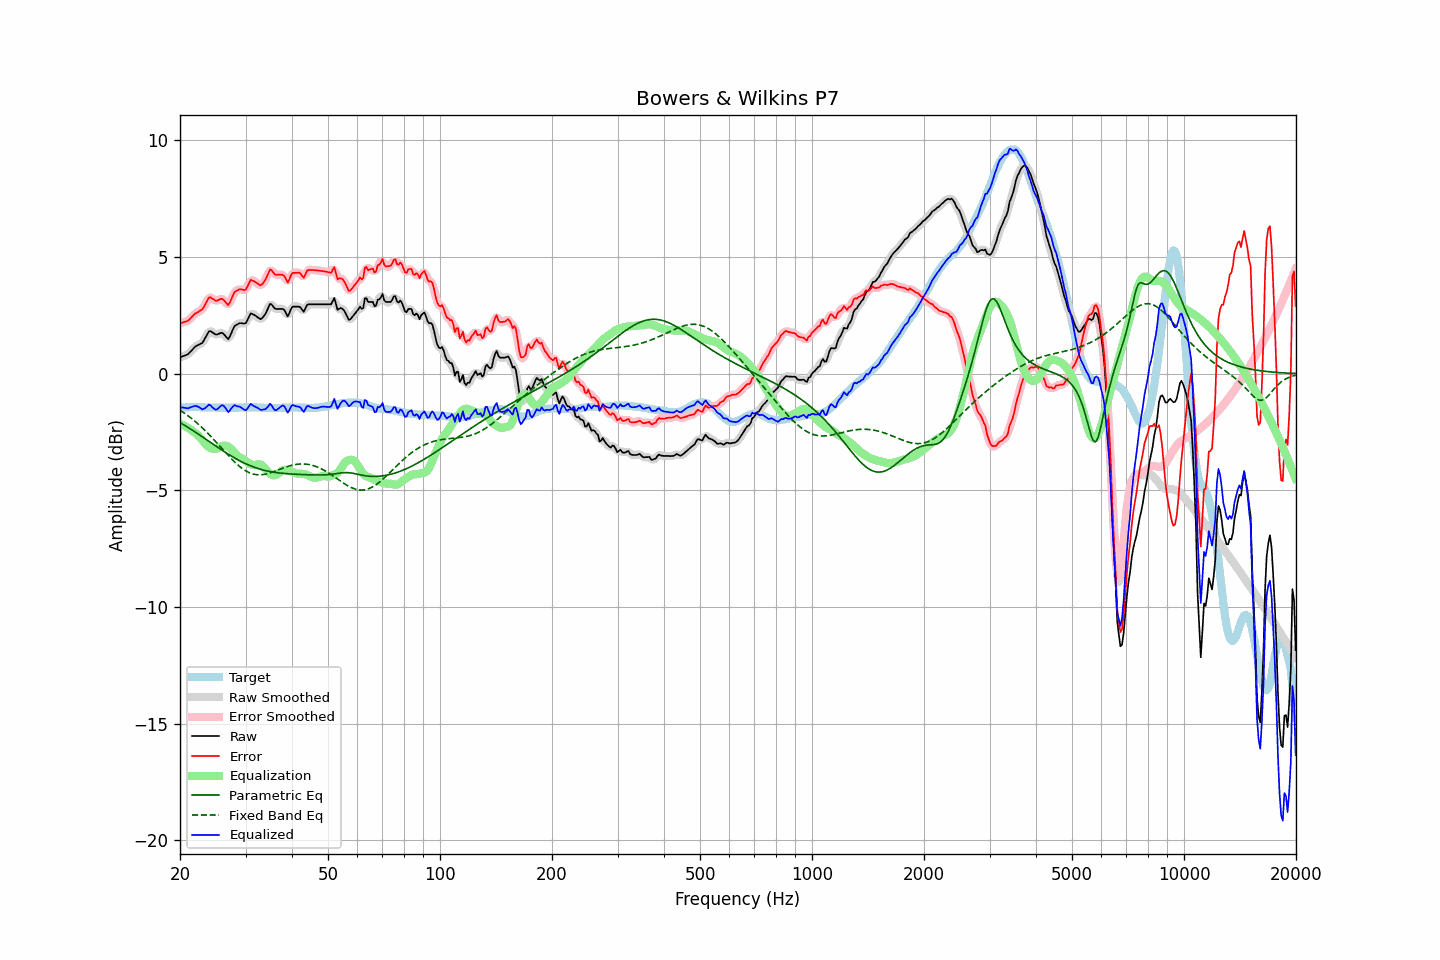 Bowers & Wilkins P7
Amplitude (dBr)
10
5
0
−5
−10
−15
−20
Target
Raw Smoothed
Error Smoothed
Raw
Error
Equalization
Parametric Eq
Fixed Band Eq
Equalized
20 50 100 200 500 1000 2000 5000 10000 20000
Frequency (Hz)